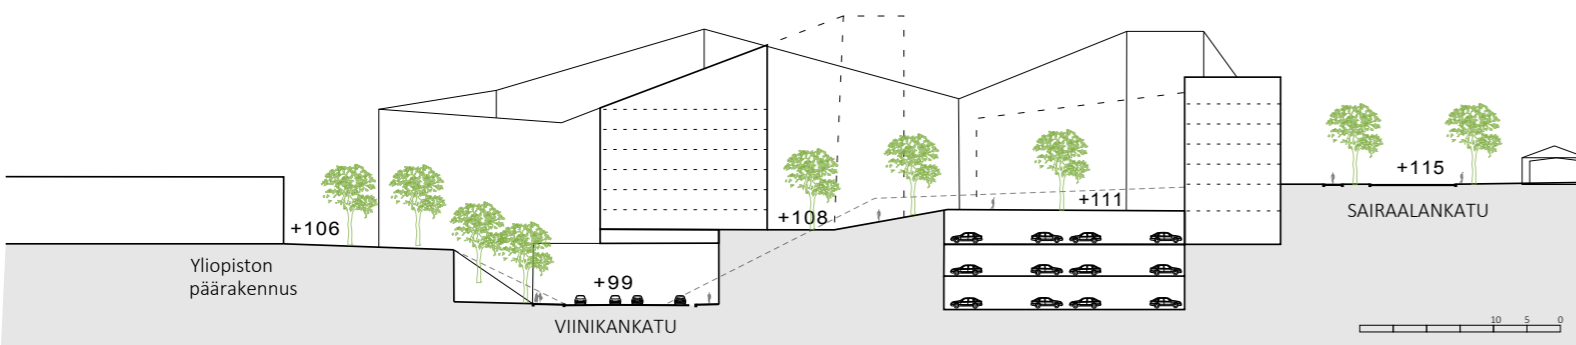 +115
SAIRAALANKATU
+111
+108
+106
Yliopiston
päärakennus
+99
VIINIKANKATU
10 5 0